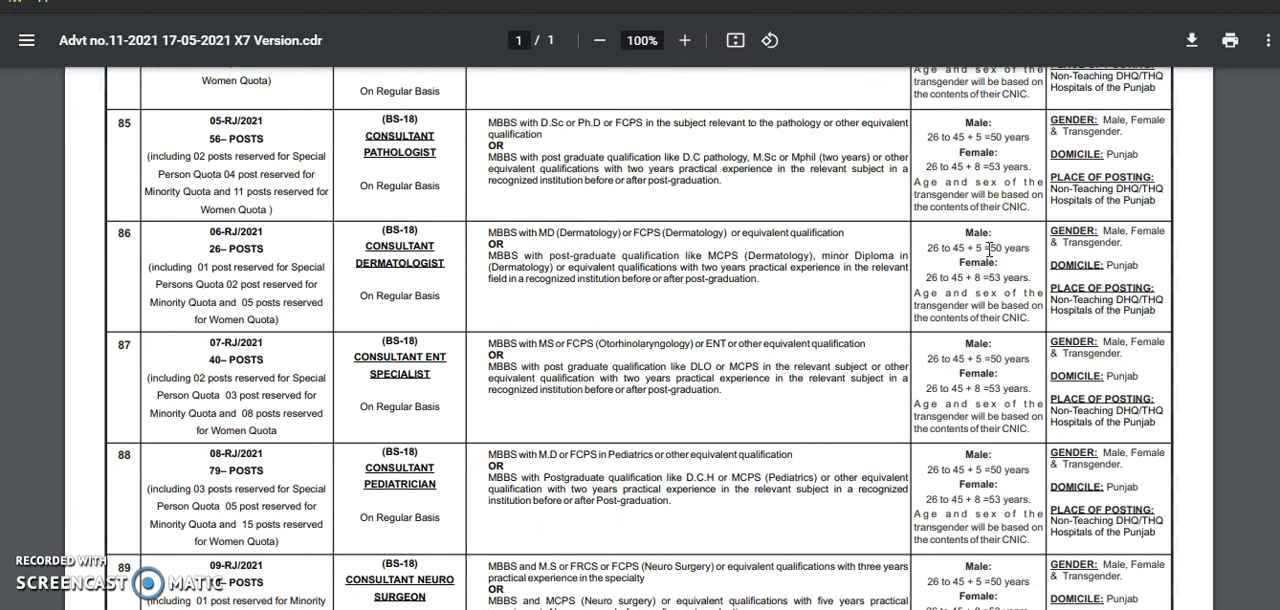 Advt no.11-2021 17-05-2021 X7 Version.cdr
1 / 1
100%
Women Quota)
On Regular Basis
Age and sex of the
transgender will be based on
the contents of their CNIC.
Non-Teaching DHQ/THQ
Hospitals of the Punjab
85
05-RJ/2021
56– POSTS
(including 02 posts reserved for Special
Person Quota 04 post reserved for
Minority Quota and 11 posts reserved for
Women Quota )
(BS-18)
CONSULTANT
PATHOLOGIST
On Regular Basis
MBBS with D.Sc or Ph.D or FCPS in the subject relevant to the pathology or other equivalent
qualification
OR
MBBS with post graduate qualification like D.C pathology, M.Sc or Mphil (two years) or other
equivalent qualifications with two years practical experience in the relevant subject in a
recognized institution before or after post-graduation.
Male:
26 to 45 + 5 =50 years
Female:
26 to 45 + 8 =53 years.
Age and sex of the
transgender will be based on
the contents of their CNIC.
GENDER: Male, Female
& Transgender.
DOMICILE: Punjab
PLACE OF POSTING:
Non-Teaching DHQ/THQ
Hospitals of the Punjab
86
06-RJ/2021
26– POSTS
(including 01 post reserved for Special
Persons Quota 02 post reserved for
Minority Quota and 05 posts reserved
for Women Quota)
(BS-18)
CONSULTANT
DERMATOLOGIST
On Regular Basis
MBBS with MD (Dermatology) or FCPS (Dermatology) or equivalent qualification
OR
MBBS with post-graduate qualification like MCPS (Dermatology), minor Diploma in
(Dermatology) or equivalent qualifications with two years practical experience in the relevant
field in a recognized institution before or after post-graduation.
Male:
26 to 45 + 5 =50 years
Female:
26 to 45 + 8 =53 years.
Age and sex of the
transgender will be based on
the contents of their CNIC.
GENDER: Male, Female
& Transgender.
DOMICILE: Punjab
PLACE OF POSTING:
Non-Teaching DHQ/THQ
Hospitals of the Punjab
87
07-RJ/2021
40– POSTS
(including 02 posts reserved for Special
Person Quota 03 post reserved for
Minority Quota and 08 posts reserved
for Women Quota
(BS-18)
CONSULTANT ENT
SPECIALIST
On Regular Basis
MBBS with MS or FCPS (Otorhinolaryngology) or ENT or other equivalent qualification
OR
MBBS with post graduate qualification like DLO or MCPS in the relevant subject or other
equivalent qualification with two years practical experience in the relevant subject in a
recognized institution before or after post-graduation.
Male:
26 to 45 + 5 =50 years
Female:
26 to 45 + 8 =53 years.
Age and sex of the
transgender will be based on
the contents of their CNIC.
GENDER: Male, Female
& Transgender.
DOMICILE: Punjab
PLACE OF POSTING:
Non-Teaching DHQ/THQ
Hospitals of the Punjab
88
08-RJ/2021
79– POSTS
(including 03 posts reserved for Special
Person Quota 05 post reserved for
Minority Quota and 15 posts reserved
for Women Quota)
(BS-18)
CONSULTANT
PEDIATRICIAN
On Regular Basis
MBBS with M.D or FCPS in Pediatrics or other equivalent qualification
OR
MBBS with Postgraduate qualification like D.C.H or MCPS (Pediatrics) or other equivalent
qualification with two years practical experience in the relevant subject in a recognized
institution before or after Post-graduation.
Male:
26 to 45 + 5 =50 years
Female:
26 to 45 + 8 =53 years.
Age and sex of the
transgender will be based on
the contents of their CNIC.
GENDER: Male, Female
& Transgender.
DOMICILE: Punjab
PLACE OF POSTING:
Non-Teaching DHQ/THQ
Hospitals of the Punjab
89
09-RJ/2021
POSTS
(including 01 post reserved for Minority
(BS-18)
CONSULTANT NEURO
SURGEON
MBBS and M.S or FRCS or FCPS (Neuro Surgery) or equivalent qualifications with three years
practical experience in the specialty
OR
MBBS and MCPS (Neuro surgery) or equivalent qualifications with five years practical
Male:
26 to 45 + 5 =50 years
Female:
GENDER: Male, Female
& Transgender.
DOMICILE: Punjab
RECORDED WITH
SCREENCAST MATIC